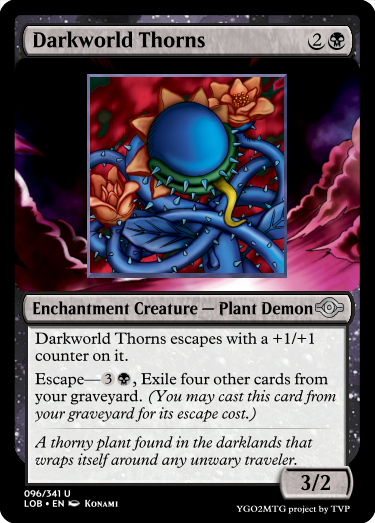 Darkworld Thorns 2
Enchantment Creature — Plant Demon
Darkworld Thorns escapes with a +1/+1
counter on it.
Escape—3, Exile four other cards from
your graveyard. (You may cast this card from
your graveyard for its escape cost.)
A thorny plant found in the darklands that
wraps itself around any unwary traveler.
3/2
096/341 U
LOB • EN Konami
YGO2MTG project by TVP